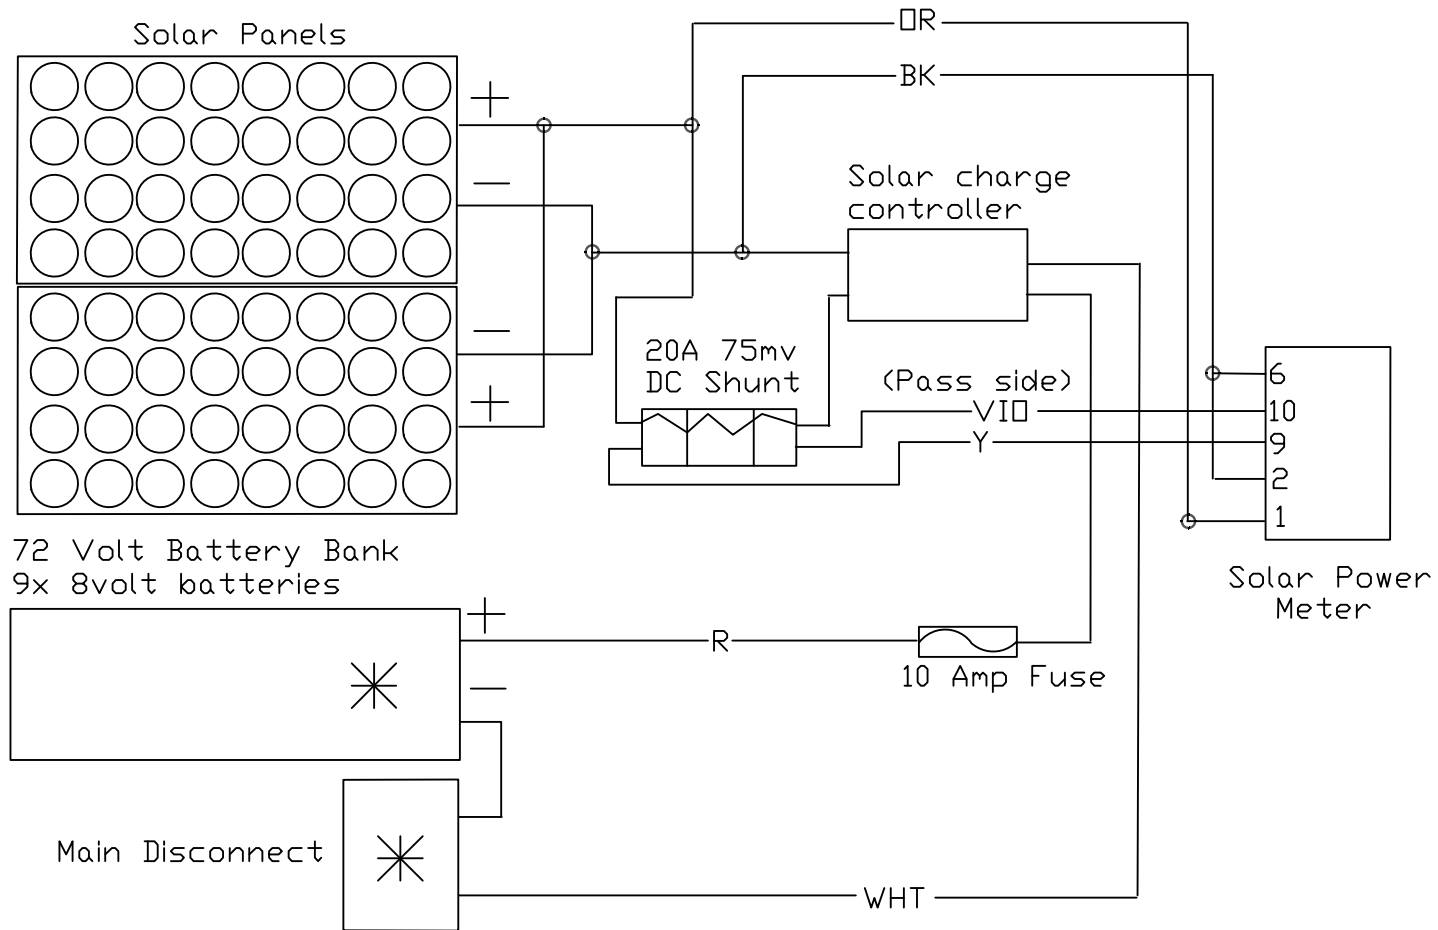 Solar Panels
+
−
−
+
OR
BK
Solar charge
controller
20A 75mv
DC Shunt
(Pass side)
VIO
Y
6
10
9
2
1
Solar Power
Meter
72 Volt Battery Bank
9x 8volt batteries
+
−
R
10 Amp Fuse
Main Disconnect
WHT